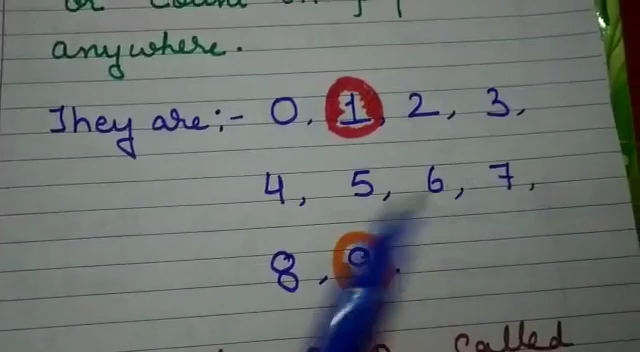 anywhere.
They are:- 0, 1, 2, 3,
4, 5, 6, 7,
8, 9.
called